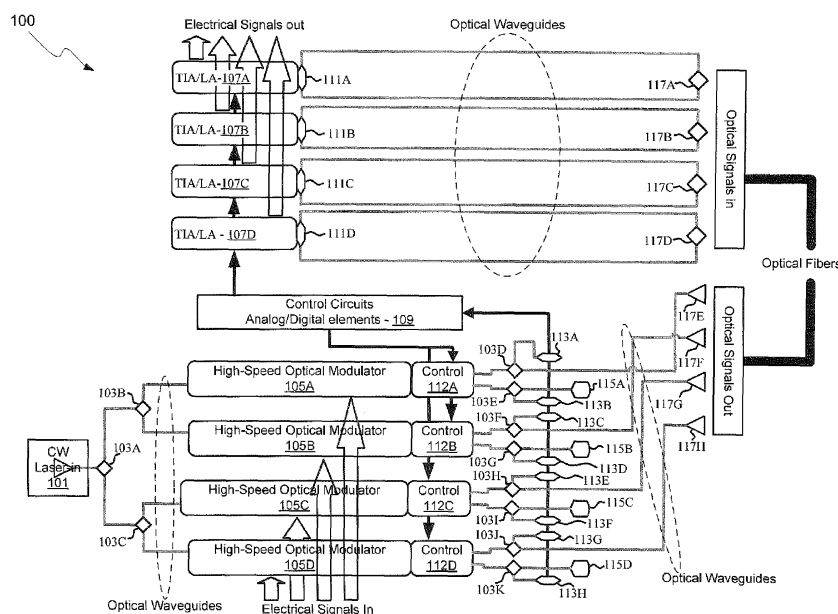 100
Electrical Signals out
Optical Waveguides
TIA/LA-107A
111A
117A
TIA/LA-107B
111B
117B
TIA/LA-107C
111C
117C
TIA/LA - 107D
111D
117D
Optical Signals in
Optical Fibers
Control Circuits
Analog/Digital elements - 109
113A
117E
103D
117F
High-Speed Optical Modulator
105A
Control
112A
115A
103E
113B
117G
Optical Signals Out
103B
103F
113C
High-Speed Optical Modulator
105B
Control
112B
115B
103G
113D
117H
CW
Laser in
101
103A
103H
113E
High-Speed Optical Modulator
105C
Control
112C
115C
103I
113F
103C
103J
113G
High-Speed Optical Modulator
105D
Control
112D
115D
103K
113H
Optical Waveguides
Optical Waveguides
Electrical Signals In